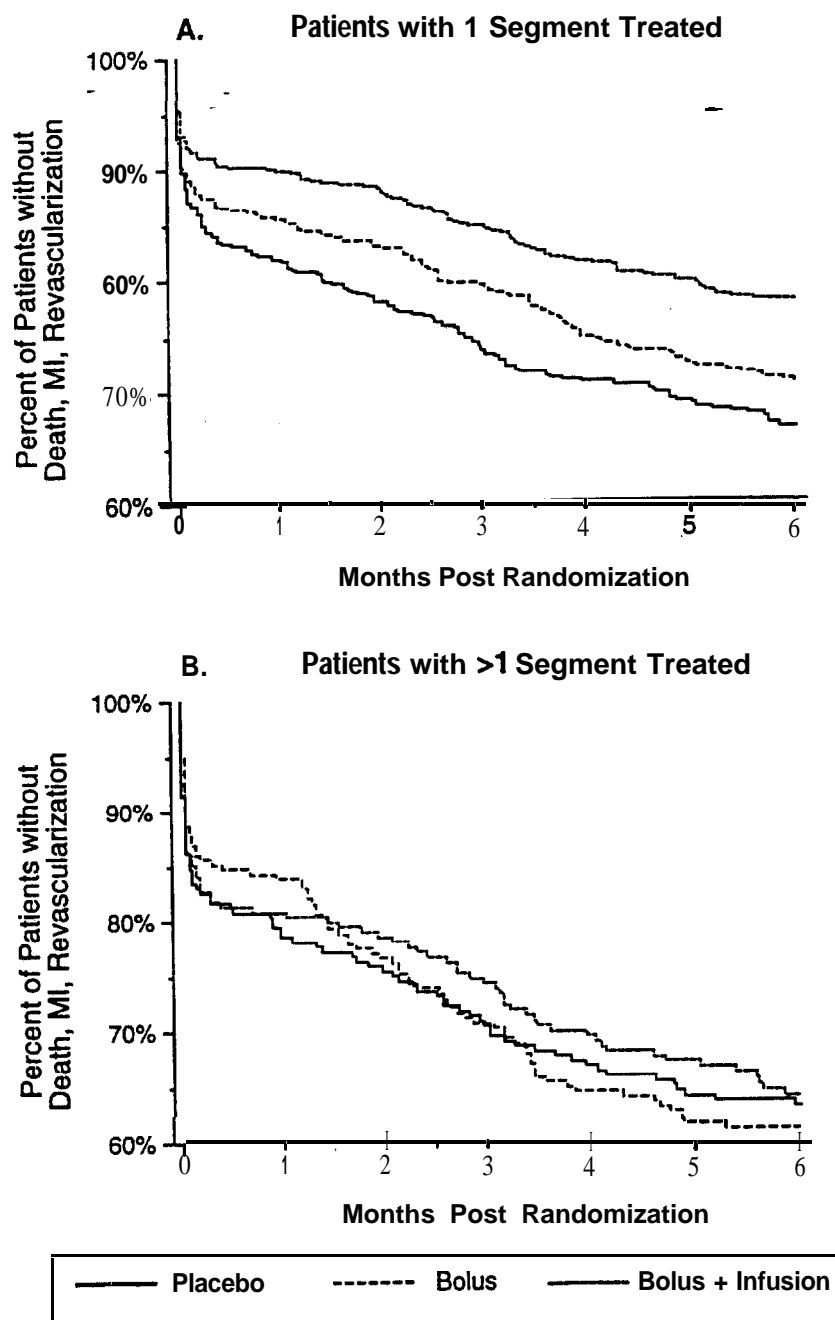 A. Patients with 1 Segment Treated
Percent of Patients without
Death, MI, Revascularization
100%
90%
60%
70%
60%
0 1 2 3 4 5 6
Months Post Randomization
B. Patients with >1 Segment Treated
Percent of Patients without
Death, MI, Revascularization
100%
90%
80%
70%
60%
0 1 2 3 4 5 6
Months Post Randomization
Placebo Bolus Bolus + Infusion